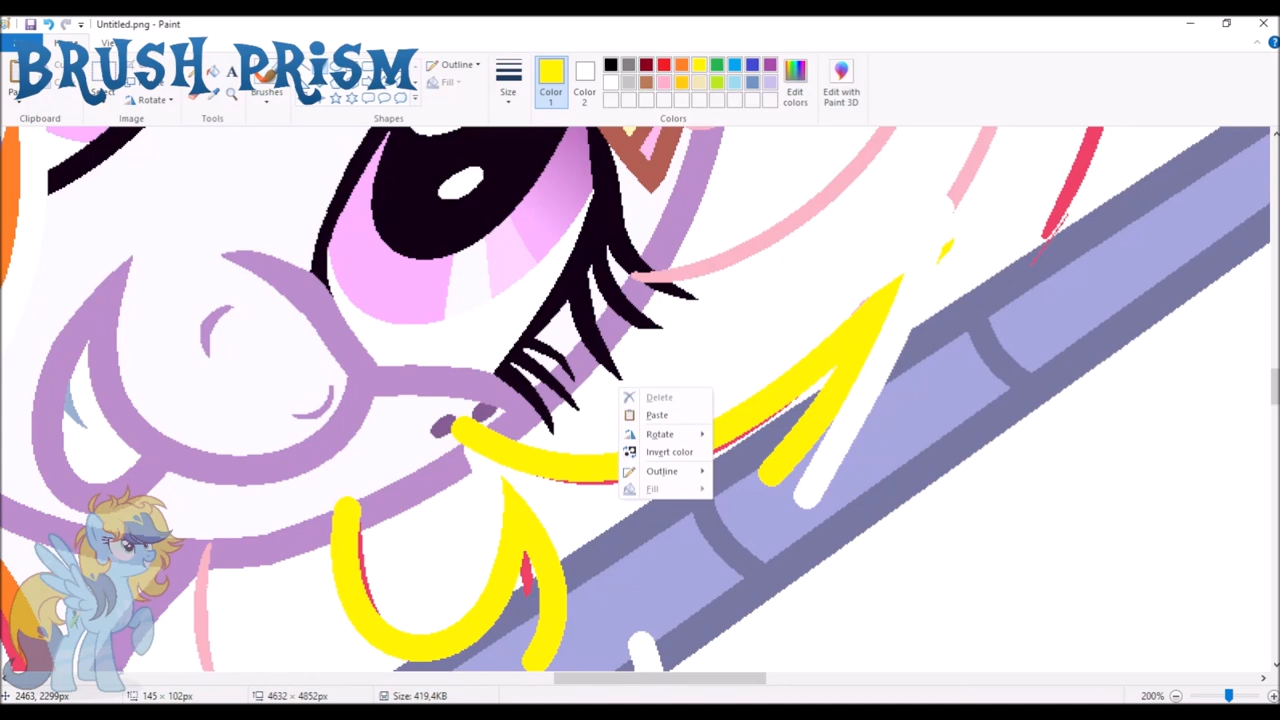 Untitled.png - Paint
BRUSH PRISM
Rotate
Brushes
Outline
Fill
Size
Color 1
Color 2
Edit colors
Edit with Paint 3D
Clipboard
Image
Tools
Shapes
Colors
Delete
Paste
Rotate
Invert color
Outline
Fill
2463, 2299px
145 × 102px
4632 × 4852px
Size: 419,4KB
200%